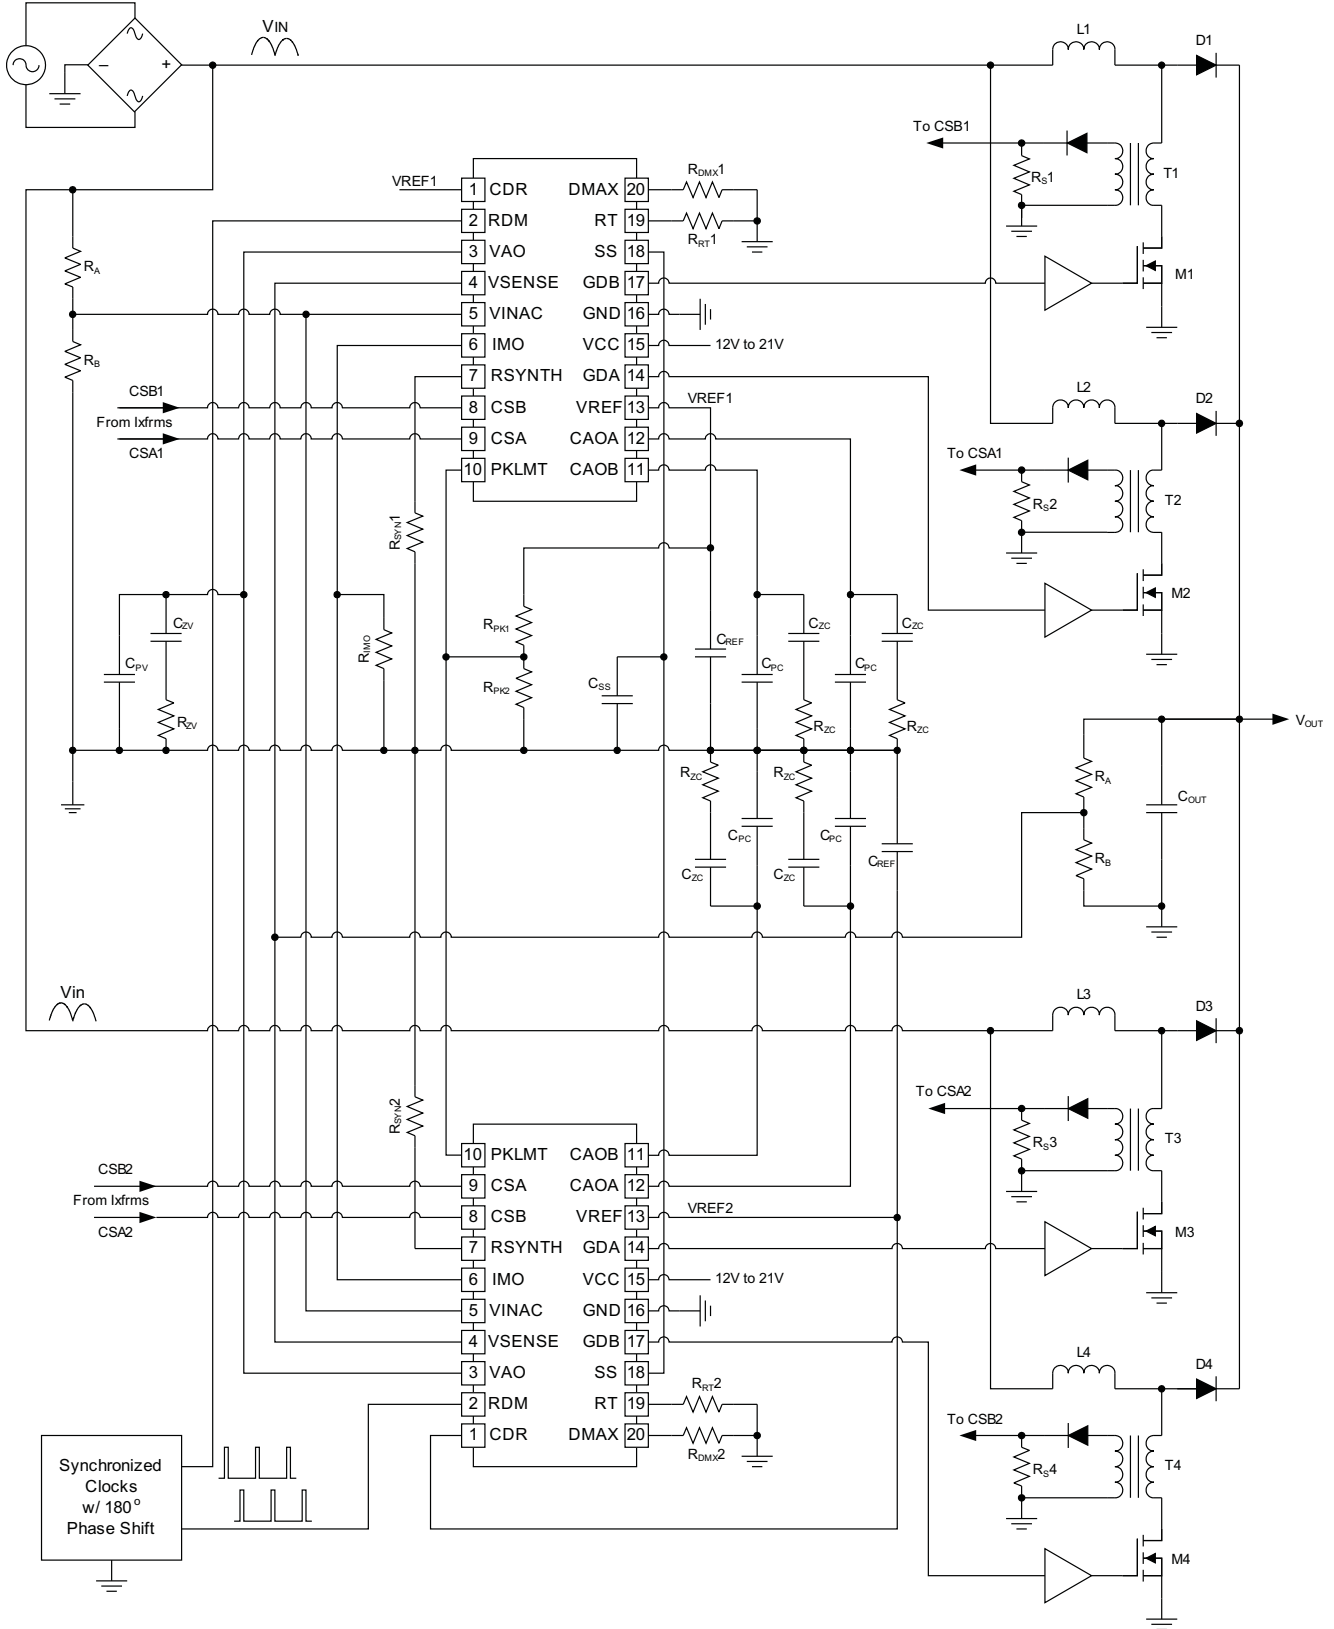 VIN
L1
D1
To CSB1
RS1
T1
M1
VREF1
1 CDR
2 RDM
3 VAO
4 VSENSE
5 VINAC
6 IMO
7 RSYNTH
8 CSB
9 CSA
10 PKLMT
DMAX 20
RT 19
SS 18
GDB 17
GND 16
VCC 15
GDA 14
VREF 13
CAOA 12
CAOB 11
RDMX1
RRT1
12V to 21V
VREF1
RA
RB
CSB1
From Ixfrms
CSA1
L2
D2
To CSA1
RS2
T2
M2
RSYN1
CZV
CPV
RZV
RIMO
RPK1
RPK2
CSS
CREF
CPC
CZC
RZC
CPC
CZC
RZC
RZC
CPC
CZC
RZC
CPC
CZC
CREF
VOUT
RA
RB
COUT
Vin
L3
D3
To CSA2
RS3
T3
M3
RSYN2
CSB2
From Ixfrms
CSA2
10 PKLMT
9 CSA
8 CSB
7 RSYNTH
6 IMO
5 VINAC
4 VSENSE
3 VAO
2 RDM
1 CDR
CAOB 11
CAOA 12
VREF 13
GDA 14
VCC 15
GND 16
GDB 17
SS 18
RT 19
DMAX 20
VREF2
12V to 21V
RRT2
RDMX2
L4
D4
To CSB2
RS4
T4
M4
Synchronized
Clocks
w/ 180°
Phase Shift